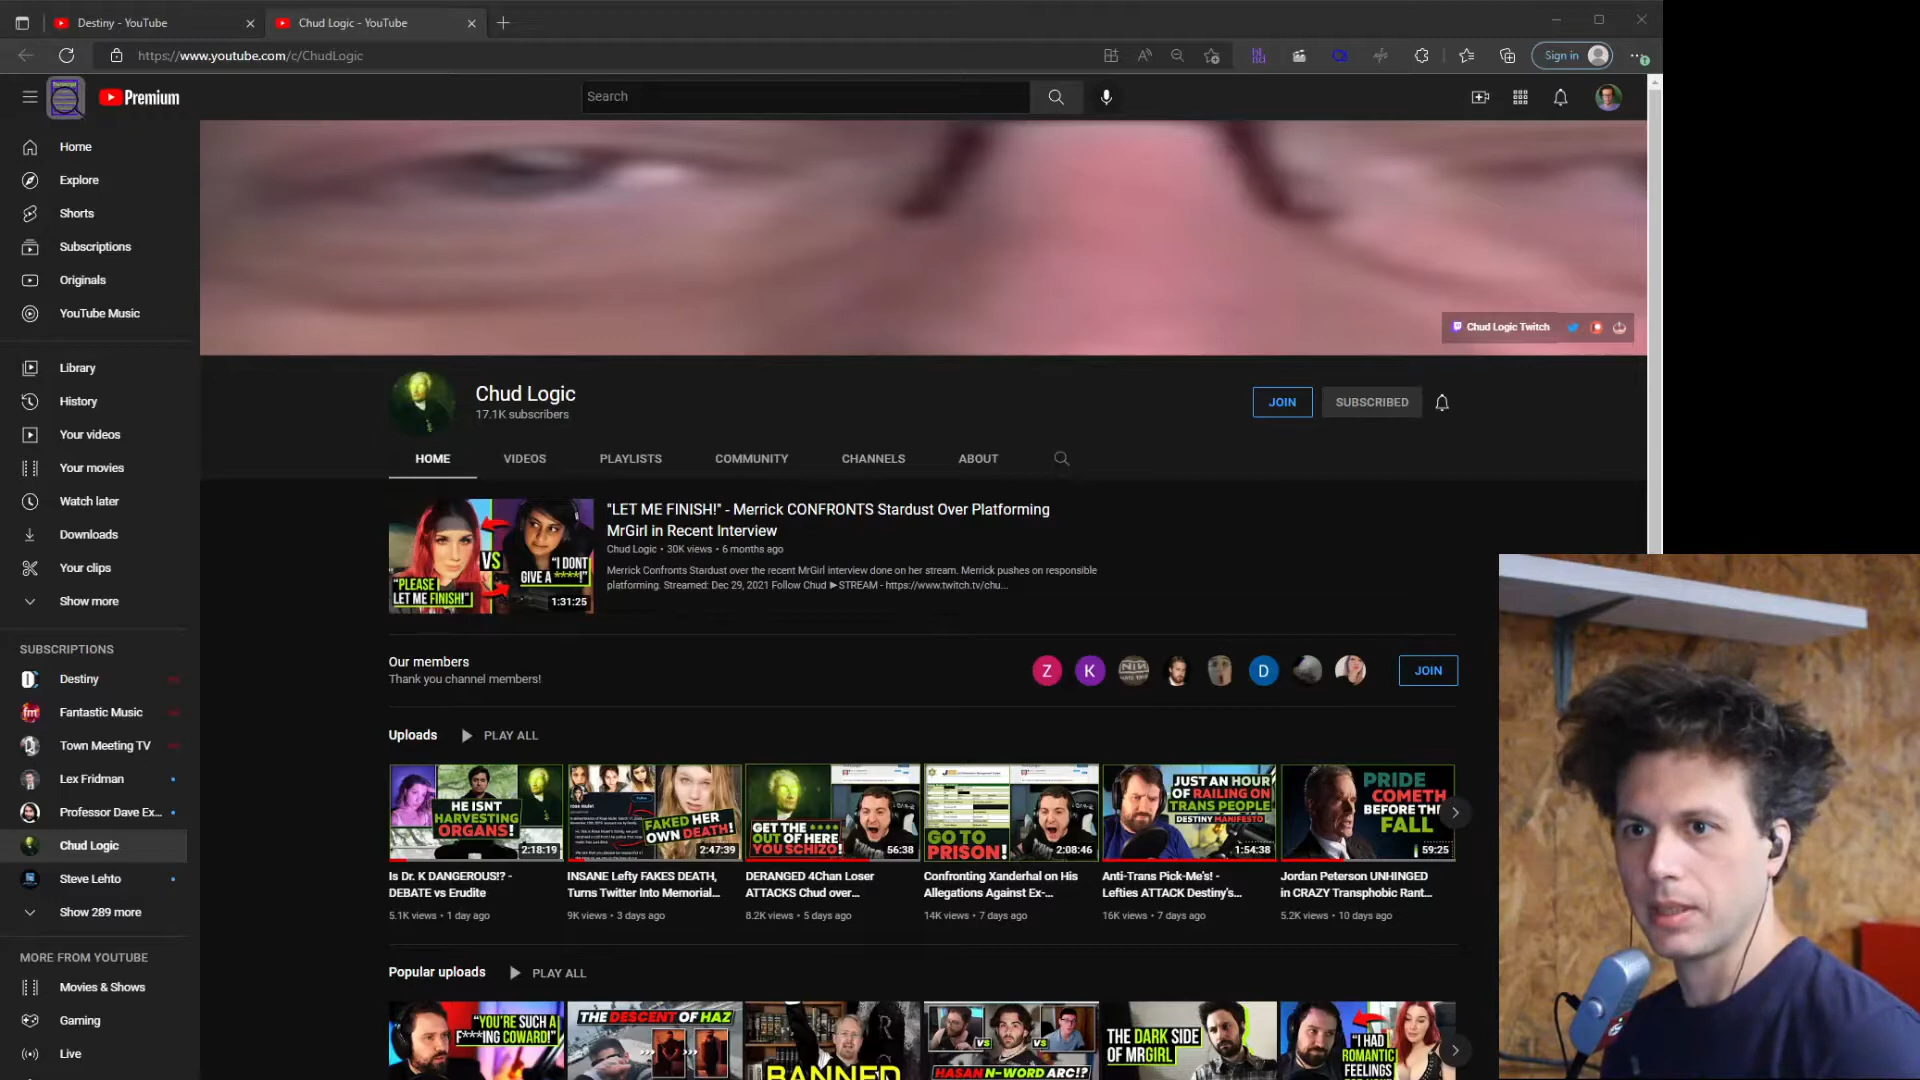 Destiny - YouTube
Chud Logic - YouTube
https://www.youtube.com/c/ChudLogic
Sign in
Premium
Search
Home
Explore
Shorts
Subscriptions
Originals
YouTube Music
Library
History
Your videos
Your movies
Watch later
Downloads
Your clips
Show more
SUBSCRIPTIONS
Destiny
Fantastic Music
Town Meeting TV
Lex Fridman
Professor Dave Ex...
Chud Logic
Steve Lehto
Show 289 more
MORE FROM YOUTUBE
Movies & Shows
Gaming
Live
Chud Logic Twitch
Chud Logic
17.1K subscribers
JOIN
SUBSCRIBED
HOME
VIDEOS
PLAYLISTS
COMMUNITY
CHANNELS
ABOUT
VS
"PLEASE
LET ME FINISH!"
"I DONT
GIVE A ****!"
1:31:25
"LET ME FINISH!" - Merrick CONFRONTS Stardust Over Platforming
MrGirl in Recent Interview
Chud Logic • 30K views • 6 months ago
Merrick Confronts Stardust over the recent MrGirl interview done on her stream. Merrick pushes on responsible
platforming. Streamed: Dec 29, 2021 Follow Chud ►STREAM - https://www.twitch.tv/chu...
Our members
Thank you channel members!
Z
K
D
JOIN
Uploads
PLAY ALL
HE ISNT
HARVESTING
ORGANS!
2:18:19
Is Dr. K DANGEROUS!? -
DEBATE vs Erudite
5.1K views • 1 day ago
FAKED HER
OWN DEATH!
2:47:39
INSANE Lefty FAKES DEATH,
Turns Twitter Into Memorial...
9K views • 3 days ago
GET THE ****
OUT OF HERE
YOU SCHIZO!
56:38
DERANGED 4Chan Loser
ATTACKS Chud over...
8.2K views • 5 days ago
GO TO
PRISON!
2:08:46
Confronting Xanderhal on His
Allegations Against Ex-...
14K views • 7 days ago
JUST AN HOUR
OF RAILING ON
TRANS PEOPLE
DESTINY MANIFESTO
1:54:38
Anti-Trans Pick-Me's! -
Lefties ATTACK Destiny's...
16K views • 7 days ago
PRIDE
COMETH
BEFORE THE
FALL
59:25
Jordan Peterson UNHINGED
in CRAZY Transphobic Rant...
5.2K views • 10 days ago
Popular uploads
PLAY ALL
"YOU'RE SUCH A
F***ING COWARD!"
THE DESCENT OF HAZ
BANNED
VS
VS
HASAN N-WORD ARC!?
THE DARK SIDE
OF MRGIRL
"I HAD
ROMANTIC
FEELINGS